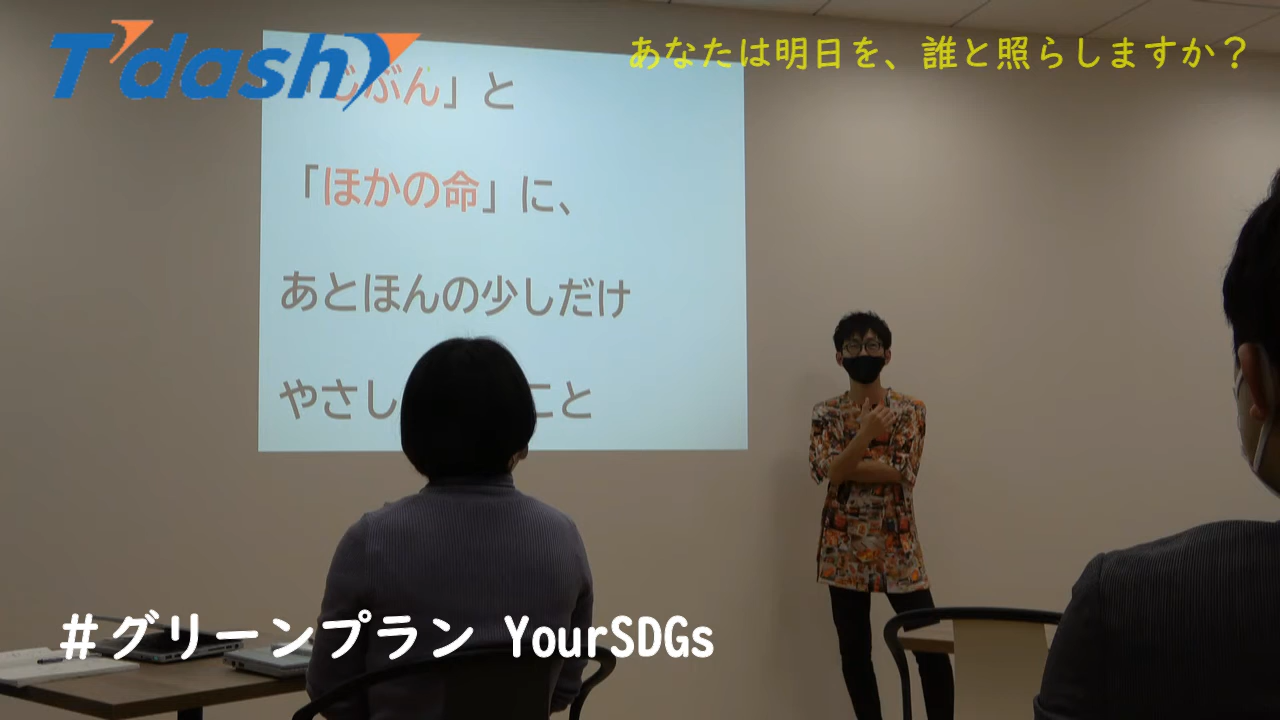 T'dash
あなたは明日を、誰と照らしますか？
「じぶん」と
「ほかの命」に、
あとほんの少しだけ
やさし こと
＃グリーンプラン YourSDGs